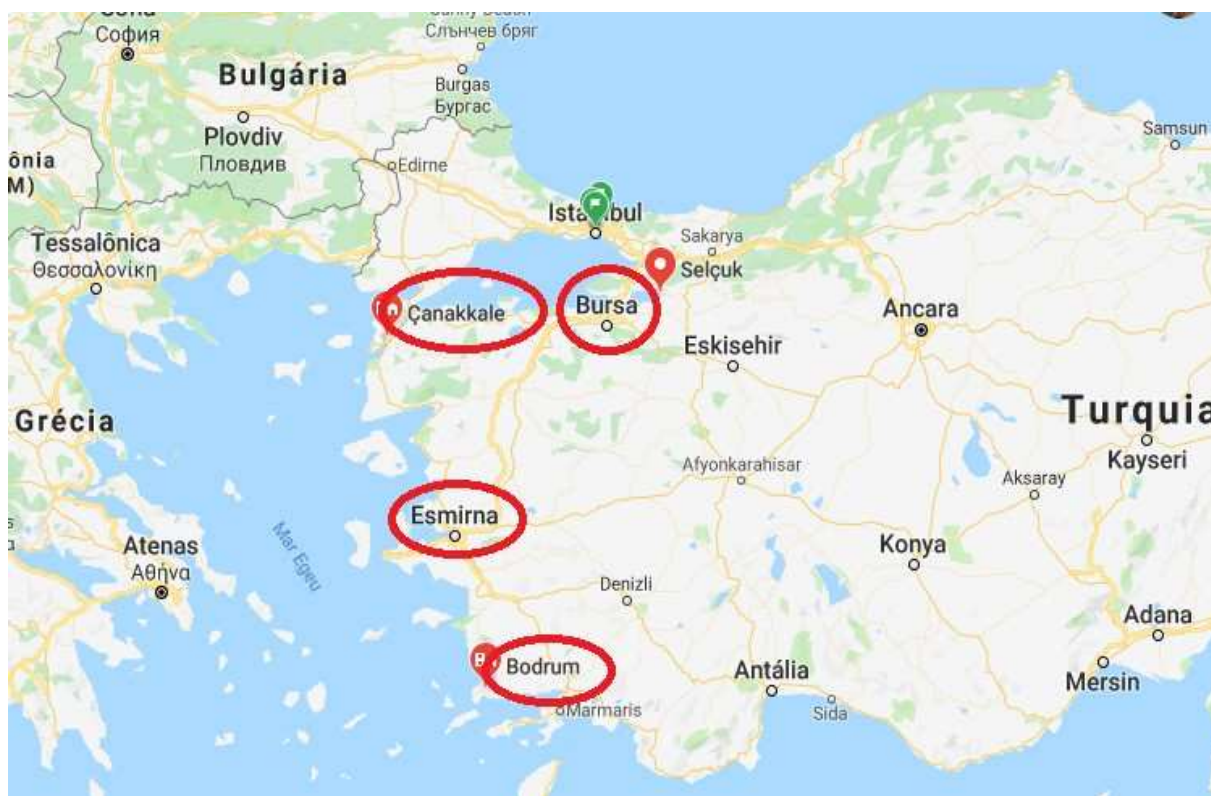 София
Слънчев бряг
Bulgária
Burgas
Бургас
Plovdiv
Пловдив
ônia
M)
Edirne
Samsun
Istanbul
Tessalônica
Θεσσαλονίκη
Sakarya
Selçuk
Çanakkale
Bursa
Ancara
Eskisehir
Grécia
Turquia
Kayseri
Afyonkarahisar
Aksaray
Esmirna
Mar Egeu
Atenas
Αθήνα
Konya
Denizli
Adana
Bodrum
Antália
Mersin
Marmaris
Sida